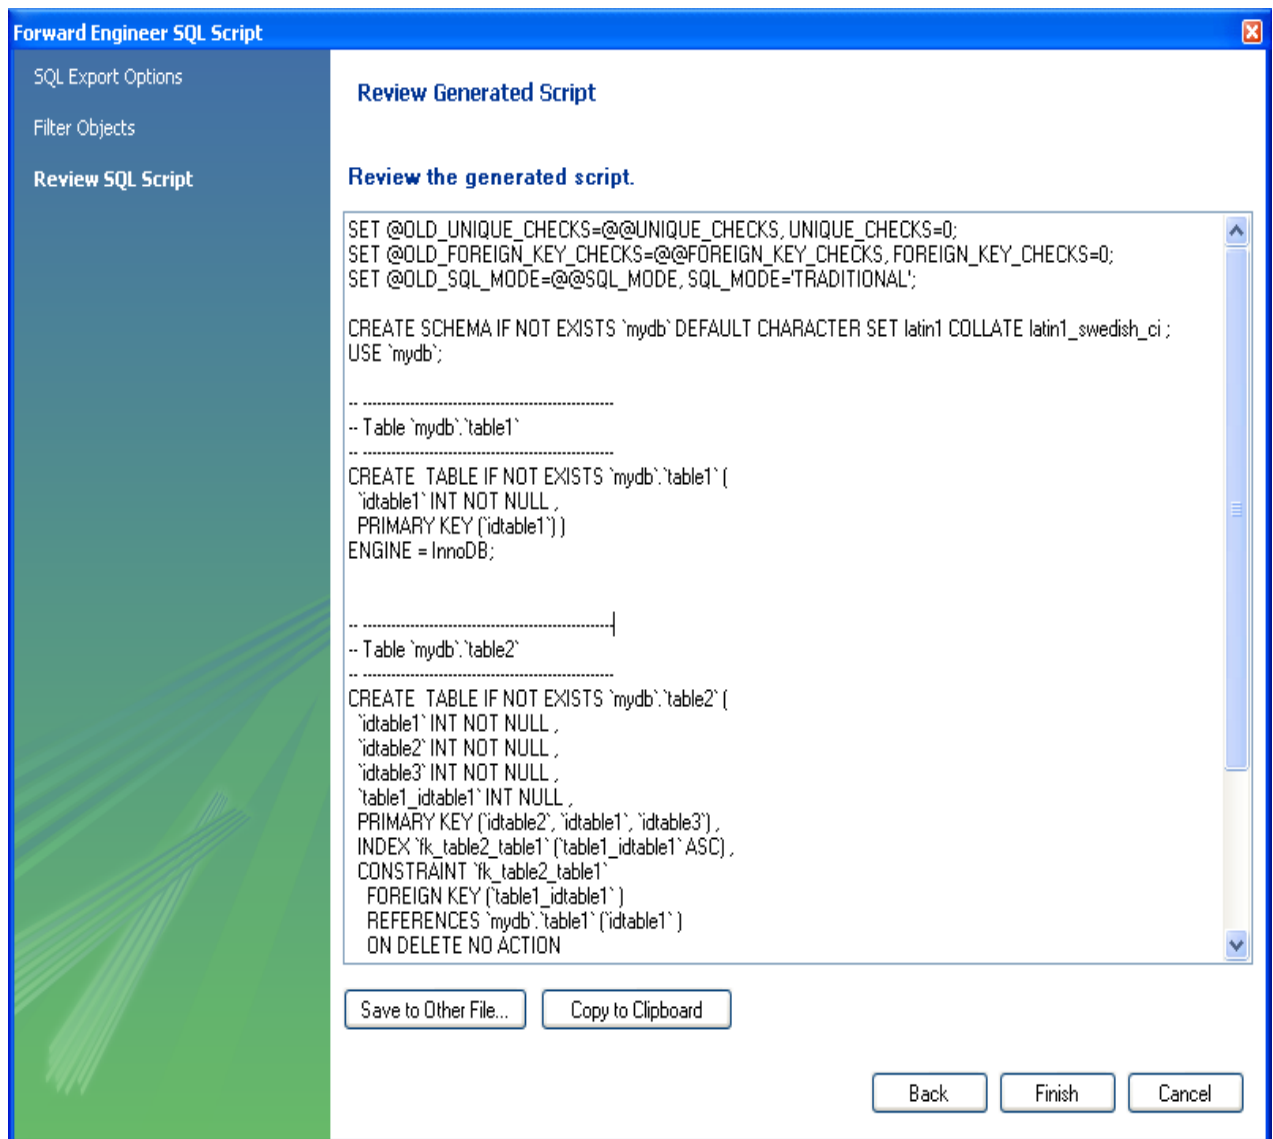 Forward Engineer SQL Script
SQL Export Options
Filter Objects
Review SQL Script
Review Generated Script
Review the generated script.
SET @OLD_UNIQUE_CHECKS=@@UNIQUE_CHECKS, UNIQUE_CHECKS=0;
SET @OLD_FOREIGN_KEY_CHECKS=@@FOREIGN_KEY_CHECKS, FOREIGN_KEY_CHECKS=0;
SET @OLD_SQL_MODE=@@SQL_MODE, SQL_MODE='TRADITIONAL';
CREATE SCHEMA IF NOT EXISTS `mydb` DEFAULT CHARACTER SET latin1 COLLATE latin1_swedish_ci ;
USE `mydb`;
-- -----------------------------------------------------
-- Table `mydb`.`table1`
-- -----------------------------------------------------
CREATE  TABLE IF NOT EXISTS `mydb`.`table1` (
  `idtable1` INT NOT NULL ,
  PRIMARY KEY (`idtable1`) )
ENGINE = InnoDB;
-- -----------------------------------------------------
-- Table `mydb`.`table2`
-- -----------------------------------------------------
CREATE  TABLE IF NOT EXISTS `mydb`.`table2` (
  `idtable1` INT NOT NULL ,
  `idtable2` INT NOT NULL ,
  `idtable3` INT NOT NULL ,
  `table1_idtable1` INT NULL ,
  PRIMARY KEY (`idtable2`, `idtable1`, `idtable3`) ,
  INDEX `fk_table2_table1` (`table1_idtable1` ASC) ,
  CONSTRAINT `fk_table2_table1`
    FOREIGN KEY (`table1_idtable1` )
    REFERENCES `mydb`.`table1` (`idtable1` )
    ON DELETE NO ACTION
Save to Other File... Copy to Clipboard
Back Finish Cancel